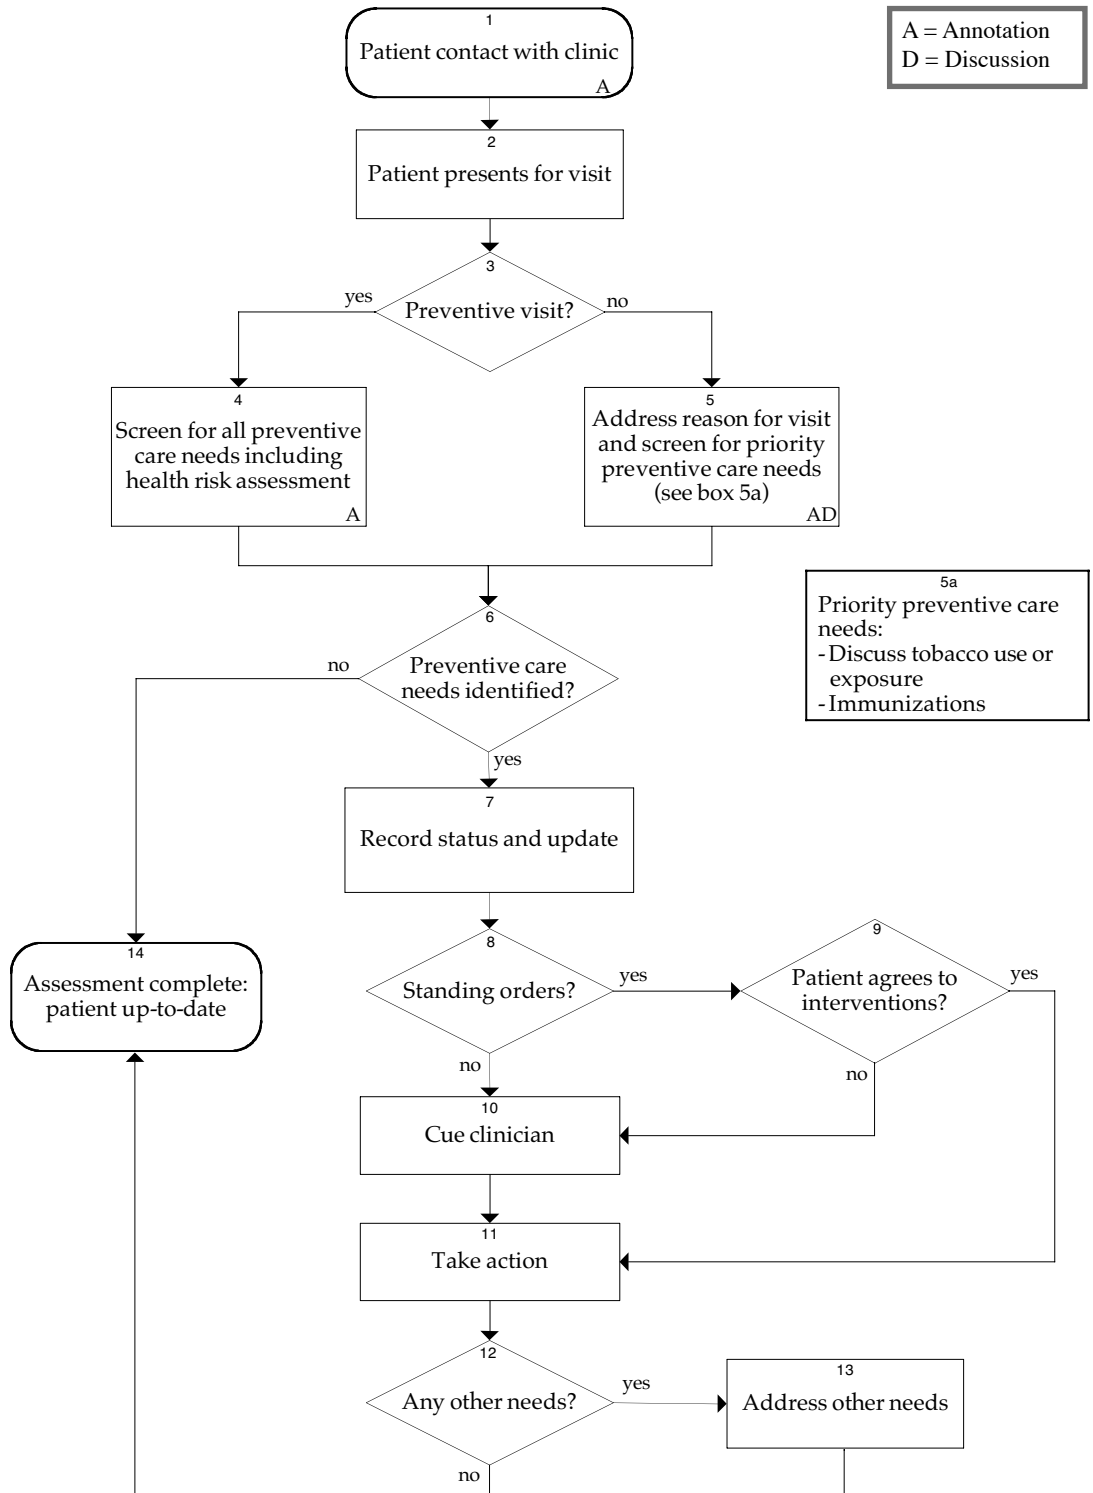 1
Patient contact with clinic
A
A = Annotation
D = Discussion
2
Patient presents for visit
3
Preventive visit?
yes
no
4
Screen for all preventive
care needs including
health risk assessment
A
5
Address reason for visit
and screen for priority
preventive care needs
(see box 5a)
AD
5a
Priority preventive care
needs:
- Discuss tobacco use or
exposure
- Immunizations
6
Preventive care
needs identified?
no
yes
7
Record status and update
8
Standing orders?
yes
no
9
Patient agrees to
interventions?
yes
no
14
Assessment complete:
patient up-to-date
10
Cue clinician
11
Take action
12
Any other needs?
yes
no
13
Address other needs